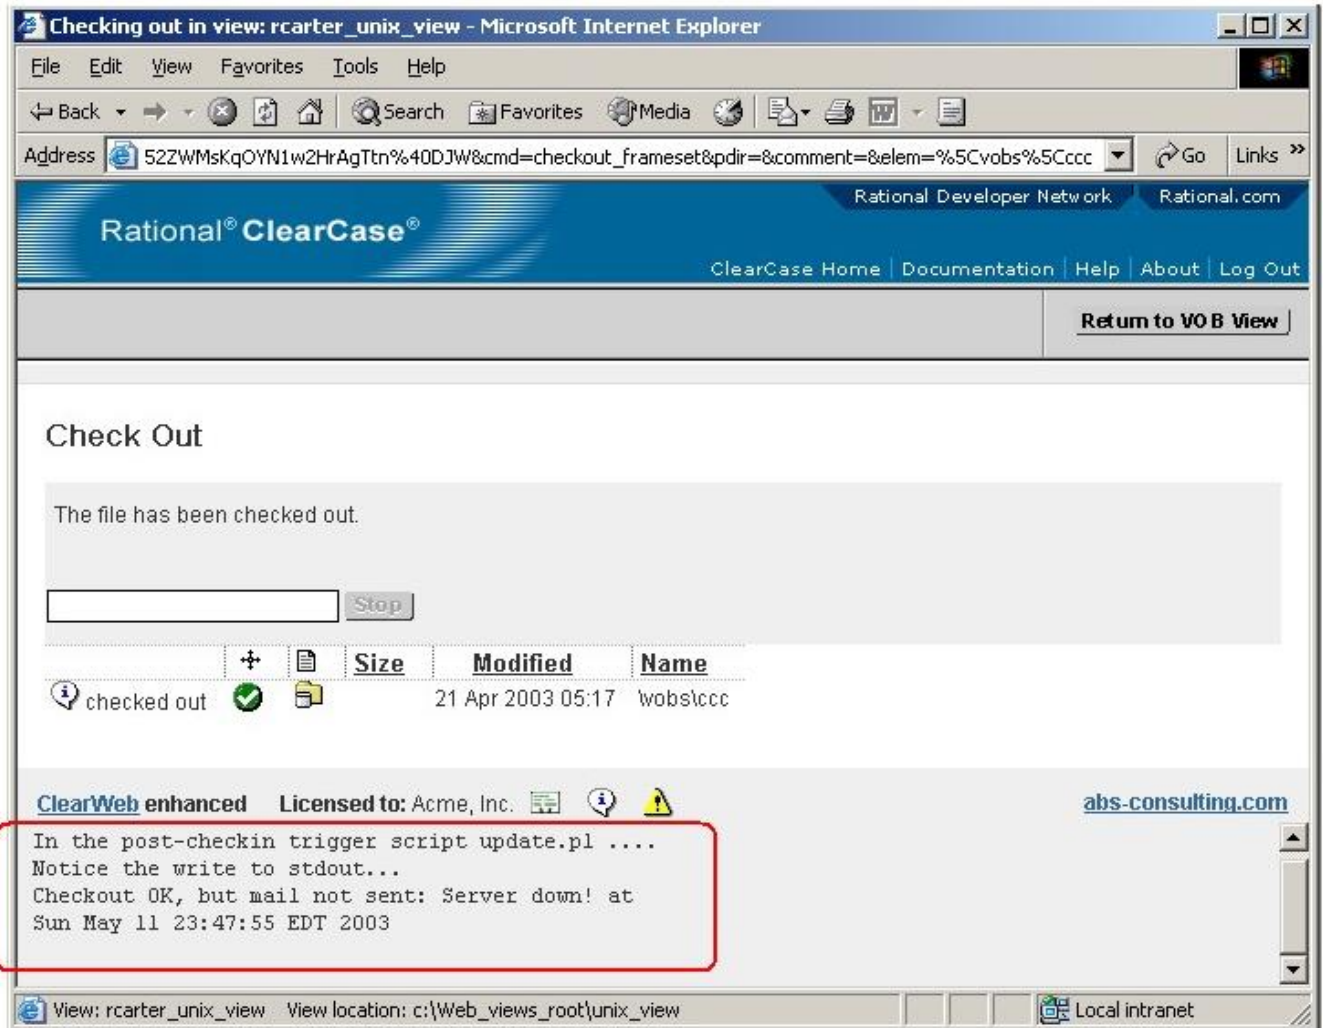 Checking out in view: rcarter_unix_view - Microsoft Internet Explorer
File Edit View Favorites Tools Help
Back Search Favorites Media
Address 52ZWMsKqOYN1w2HrAgTtn%40DJW&cmd=checkout_frameset&pdir=&comment=&elem=%5Cvobs%5Cccc Go Links »
Rational Developer Network Rational.com
Rational® ClearCase®
ClearCase Home | Documentation | Help | About | Log Out
Return to VOB View
Check Out
The file has been checked out.
Stop
Size Modified Name
checked out 21 Apr 2003 05:17 \vobs\ccc
ClearWeb enhanced Licensed to: Acme, Inc. abs-consulting.com
In the post-checkin trigger script update.pl ....
Notice the write to stdout...
Checkout OK, but mail not sent: Server down! at
Sun May 11 23:47:55 EDT 2003
View: rcarter_unix_view View location: c:\Web_views_root\unix_view Local intranet